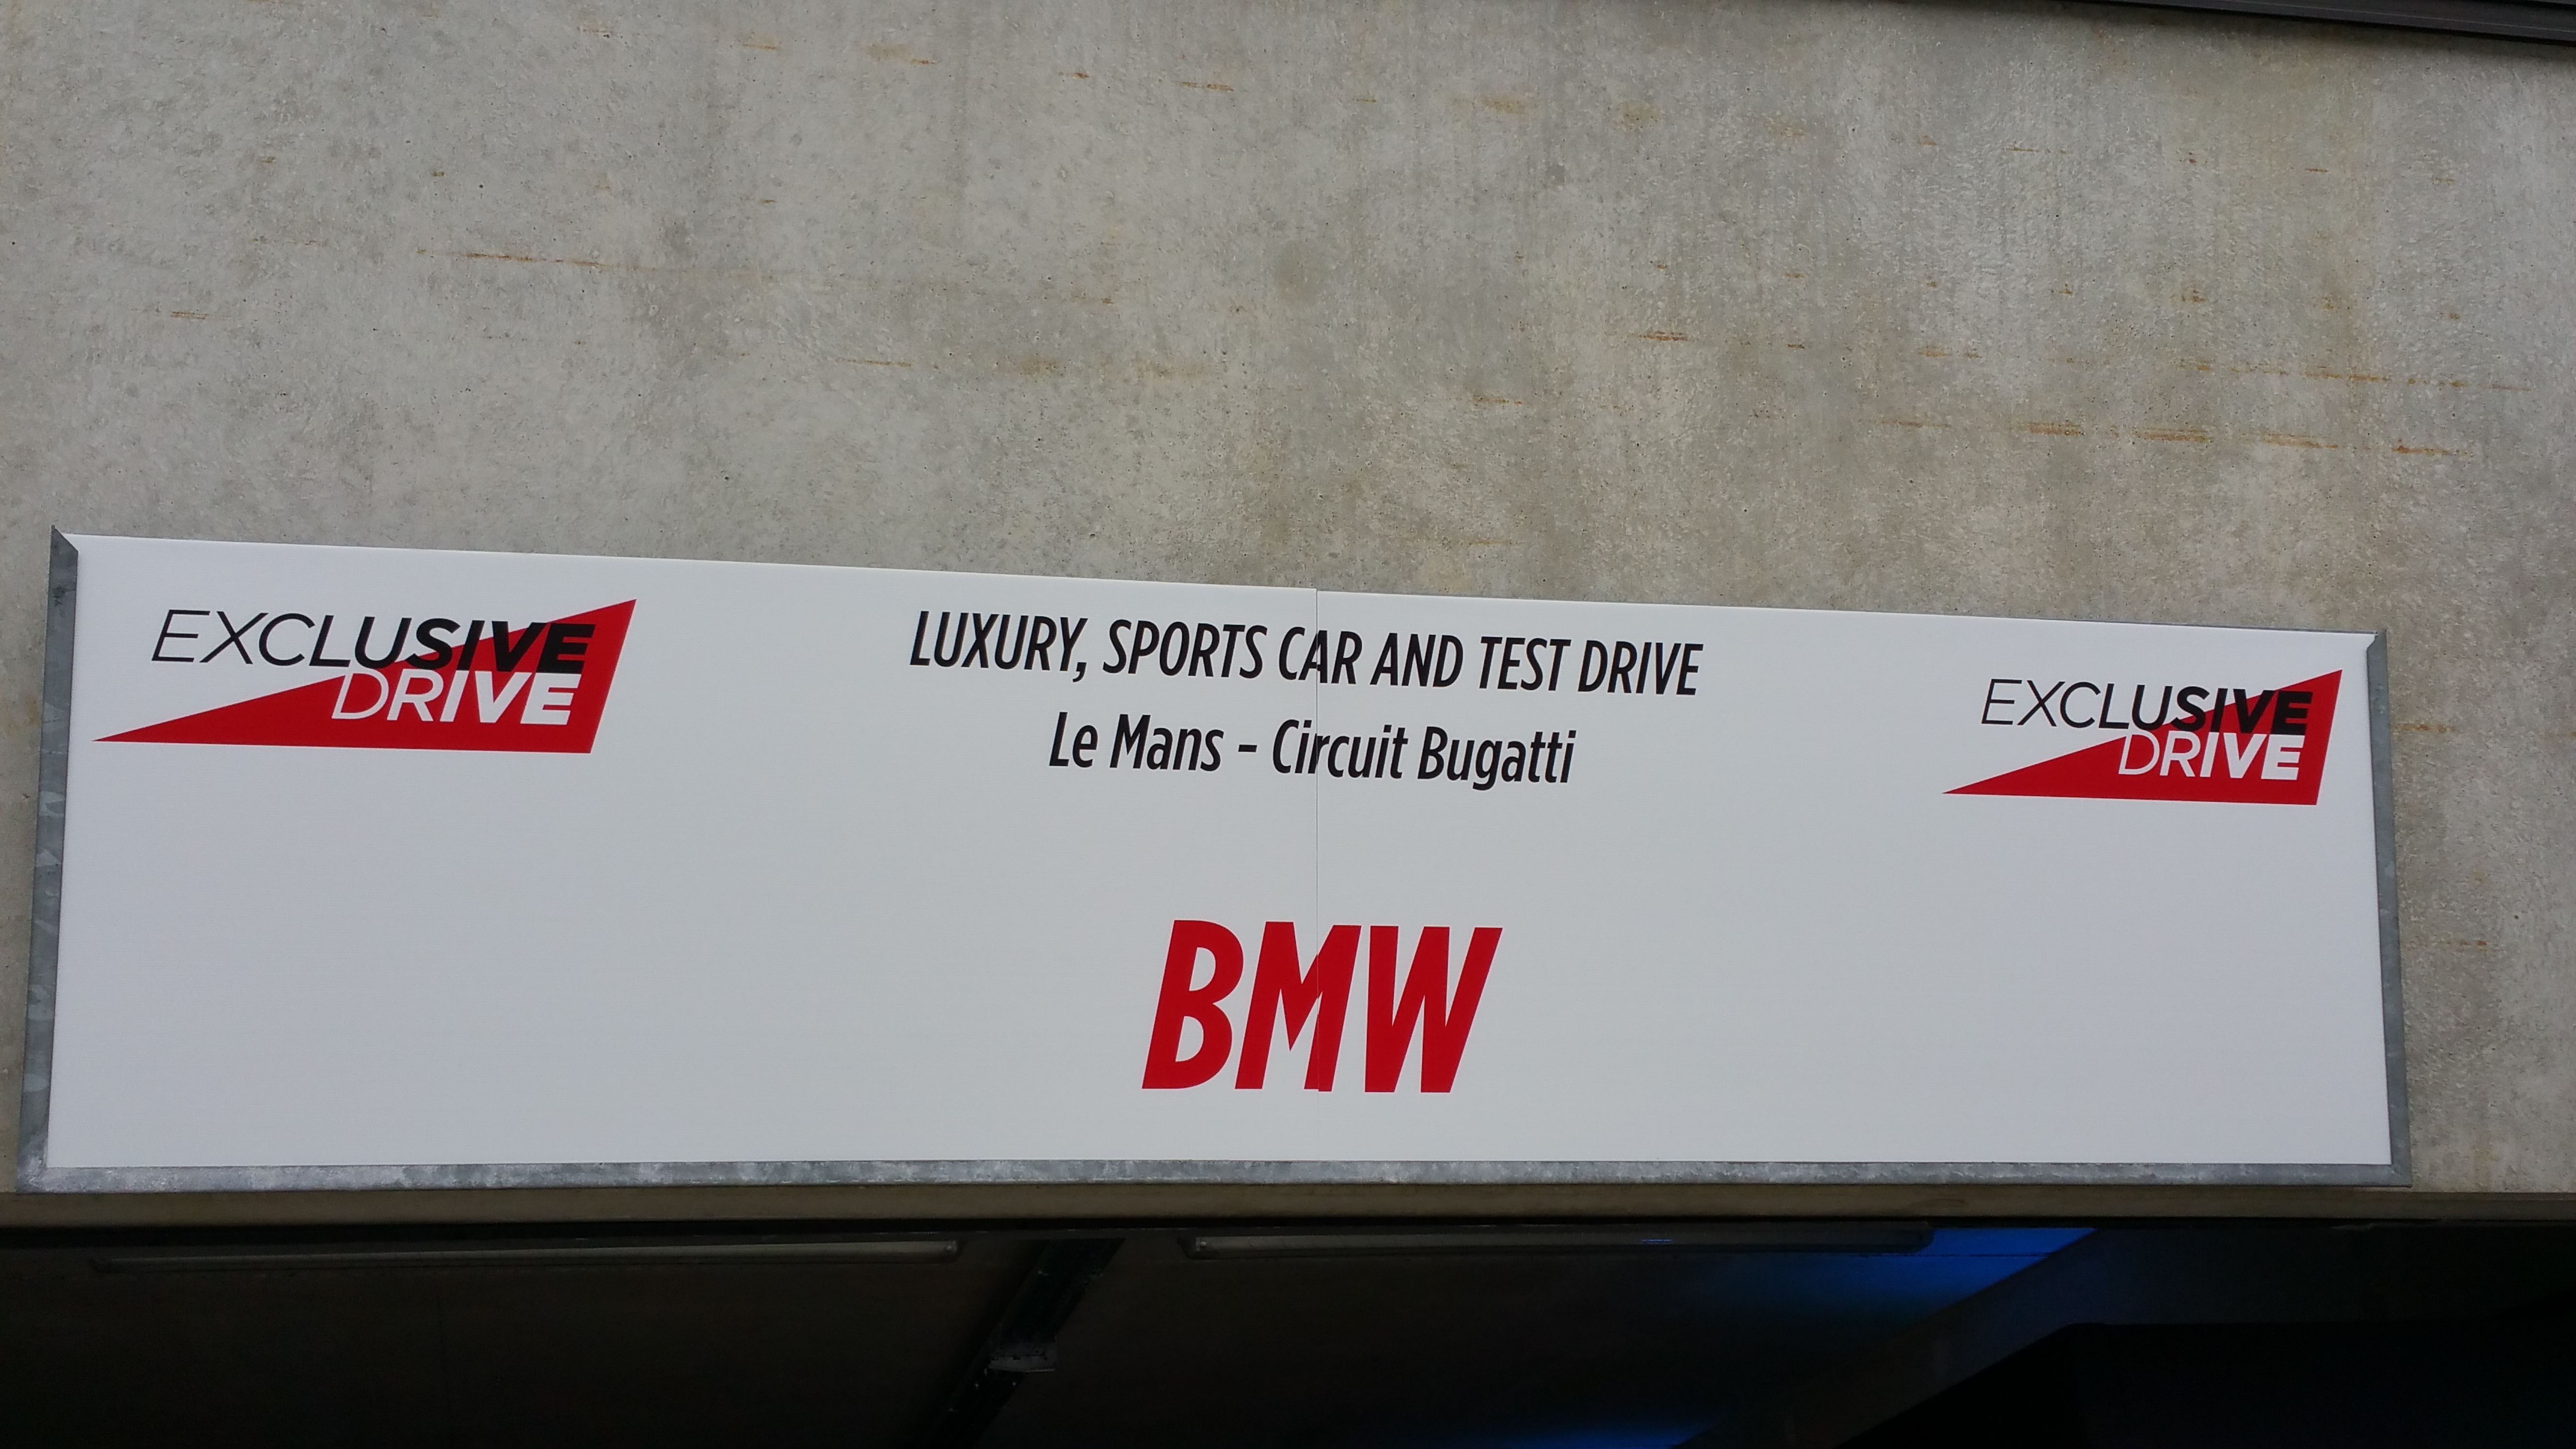 EXCLUSIVE
DRIVE
LUXURY, SPORTS CAR AND TEST DRIVE
Le Mans - Circuit Bugatti
BMW
EXCLUSIVE
DRIVE